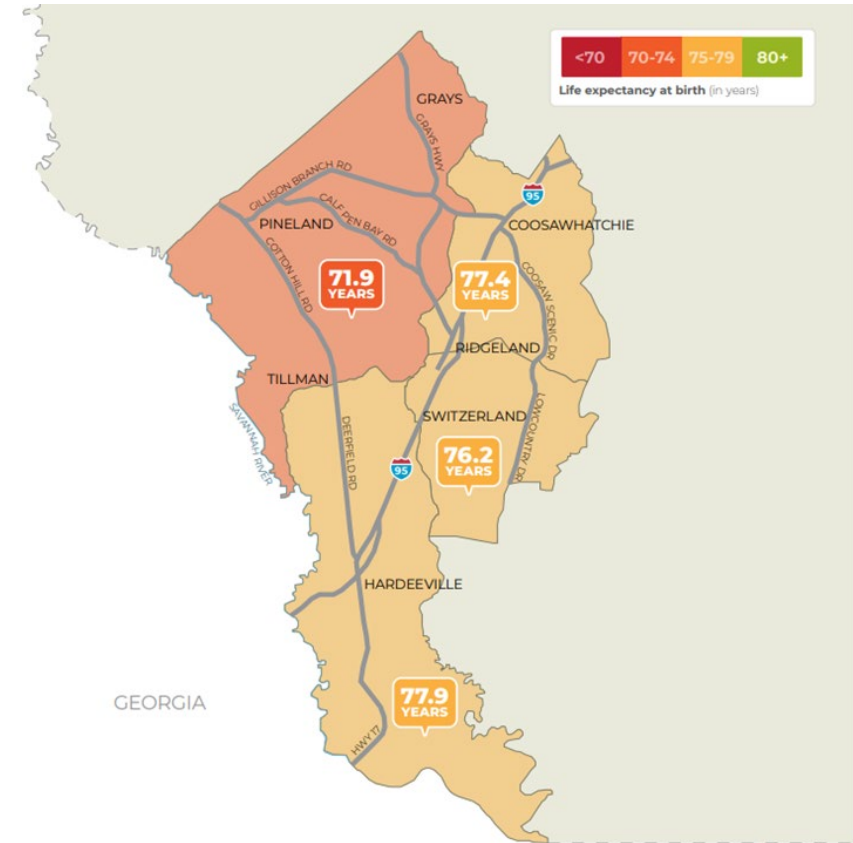 <70 70-74 75-79 80+
Life expectancy at birth (in years)
GRAYS
GRAYS HWY
GILLISON BRANCH RD
95
CALF PEN BAY RD
PINELAND
COOSAWHATCHIE
COTTON HILL RD
71.9
YEARS
77.4
YEARS
COOSAW SCENIC DR
RIDGELAND
TILLMAN
SAVANNAH RIVER
DEERFIELD RD
SWITZERLAND
LOWCOUNTRY DR
76.2
YEARS
95
HARDEEVILLE
GEORGIA
77.9
YEARS
HWY 17